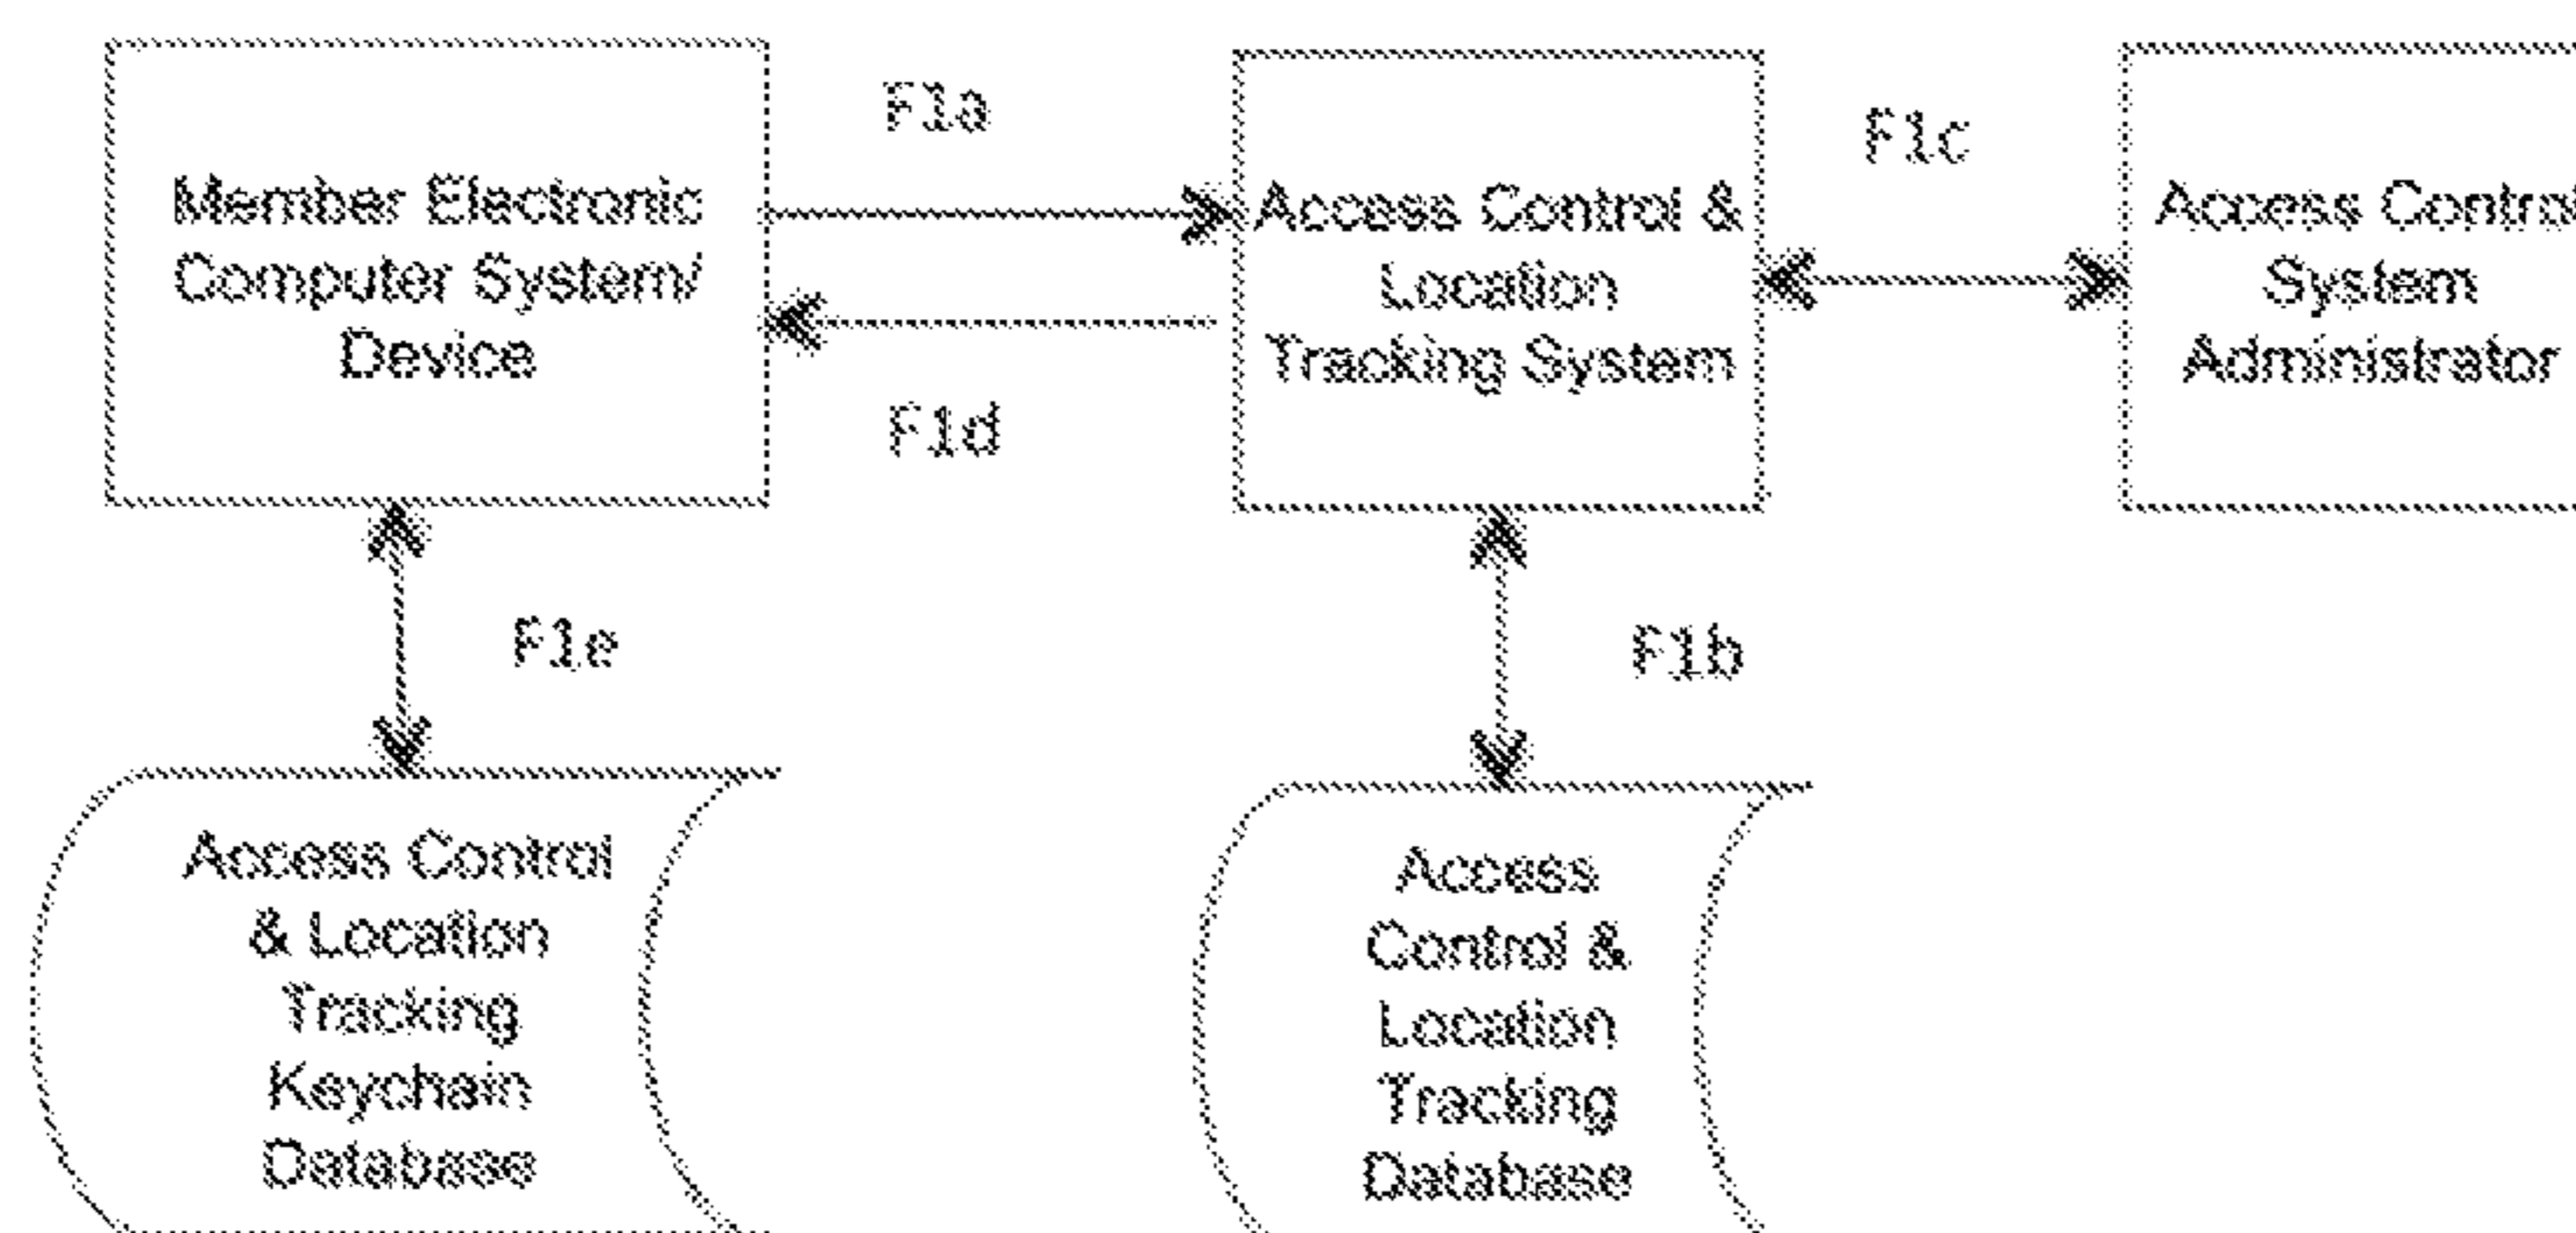 F1a
F1c
Member Electronic
Computer System/
Device
Access Control &
Location
Tracking System
Access Control
System
Administrator
F1d
F1e
F1b
Access Control
& Location
Tracking
Keychain
Database
Access
Control &
Location
Tracking
Database